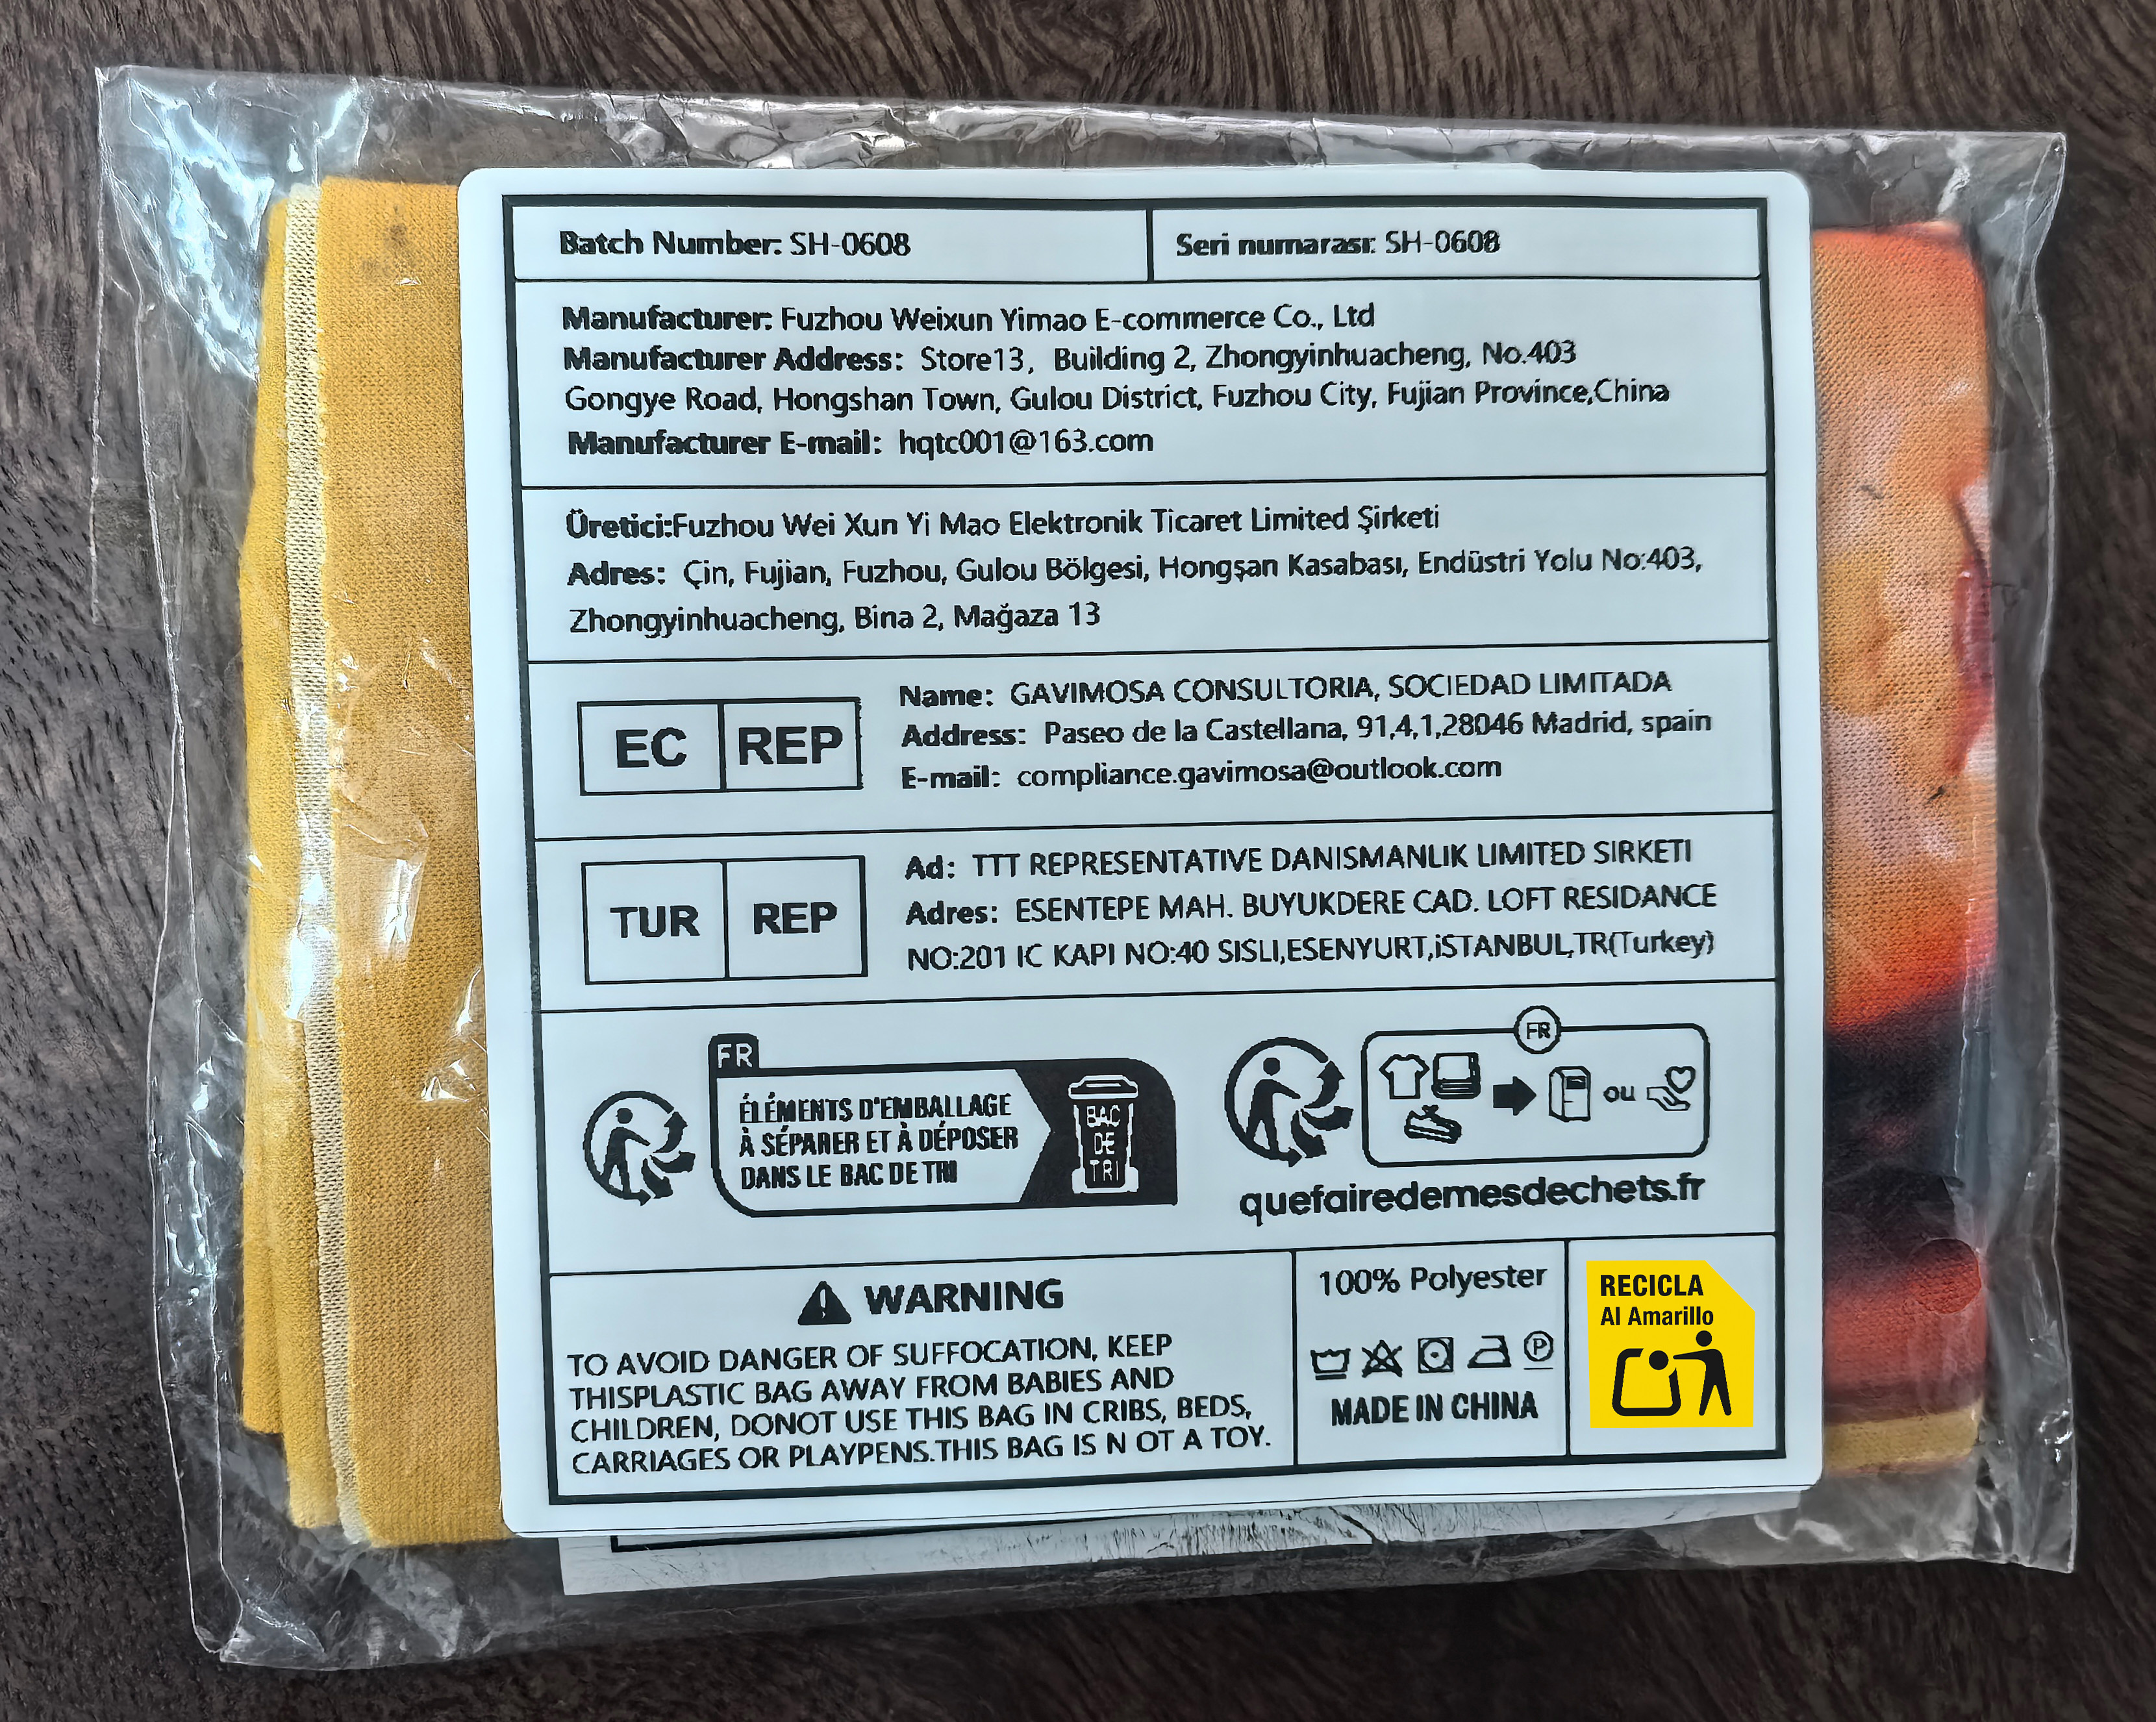 Batch Number: SH-0608
Seri numarası: SH-0608
Manufacturer: Fuzhou Weixun Yimao E-commerce Co., Ltd
Manufacturer Address: Store13, Building 2, Zhongyinhuacheng, No.403
Gongye Road, Hongshan Town, Gulou District, Fuzhou City, Fujian Province,China
Manufacturer E-mail: hqtc001@163.com
Üretici:Fuzhou Wei Xun Yi Mao Elektronik Ticaret Limited Şirketi
Adres: Çin, Fujian, Fuzhou, Gulou Bölgesi, Hongşan Kasabası, Endüstri Yolu No:403,
Zhongyinhuacheng, Bina 2, Mağaza 13
EC REP
Name: GAVIMOSA CONSULTORIA, SOCIEDAD LIMITADA
Address: Paseo de la Castellana, 91,4,1,28046 Madrid, spain
E-mail: compliance.gavimosa@outlook.com
TUR REP
Ad: TTT REPRESENTATIVE DANISMANLIK LIMITED SIRKETI
Adres: ESENTEPE MAH. BUYUKDERE CAD. LOFT RESIDANCE
NO:201 IC KAPI NO:40 SISLI,ESENYURT,iSTANBUL,TR(Turkey)
FR
ÉLÉMENTS D'EMBALLAGE
À SÉPARER ET À DÉPOSER
DANS LE BAC DE TRI
BAC
DE
TRI
FR
ou
quefairedemesdechets.fr
WARNING
TO AVOID DANGER OF SUFFOCATION, KEEP
THISPLASTIC BAG AWAY FROM BABIES AND
CHILDREN, DONOT USE THIS BAG IN CRIBS, BEDS,
CARRIAGES OR PLAYPENS.THIS BAG IS N OT A TOY.
100% Polyester
P
MADE IN CHINA
RECICLA
Al Amarillo